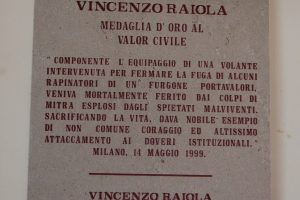 VINCENZO RAIOLA
MEDAGLIA D'ORO AL
VALOR CIVILE
"COMPONENTE L'EQUIPAGGIO DI UNA VOLANTE
INTERVENUTA PER FERMARE LA FUGA DI ALCUNI
RAPINATORI DI UN' FURGONE PORTAVALORI,
VENIVA MORTALMENTE FERITO DAI COLPI DI
MITRA ESPLOSI DAGLI SPIETATI MALVIVENTI.
SACRIFICANDO LA VITA, DAVA NOBILE ESEMPIO
DI NON COMUNE CORAGGIO ED ALTISSIMO
ATTACCAMENTO AI DOVERI ISTITUZIONALI."
MILANO, 14 MAGGIO 1999.
VINCENZO RAIOLA